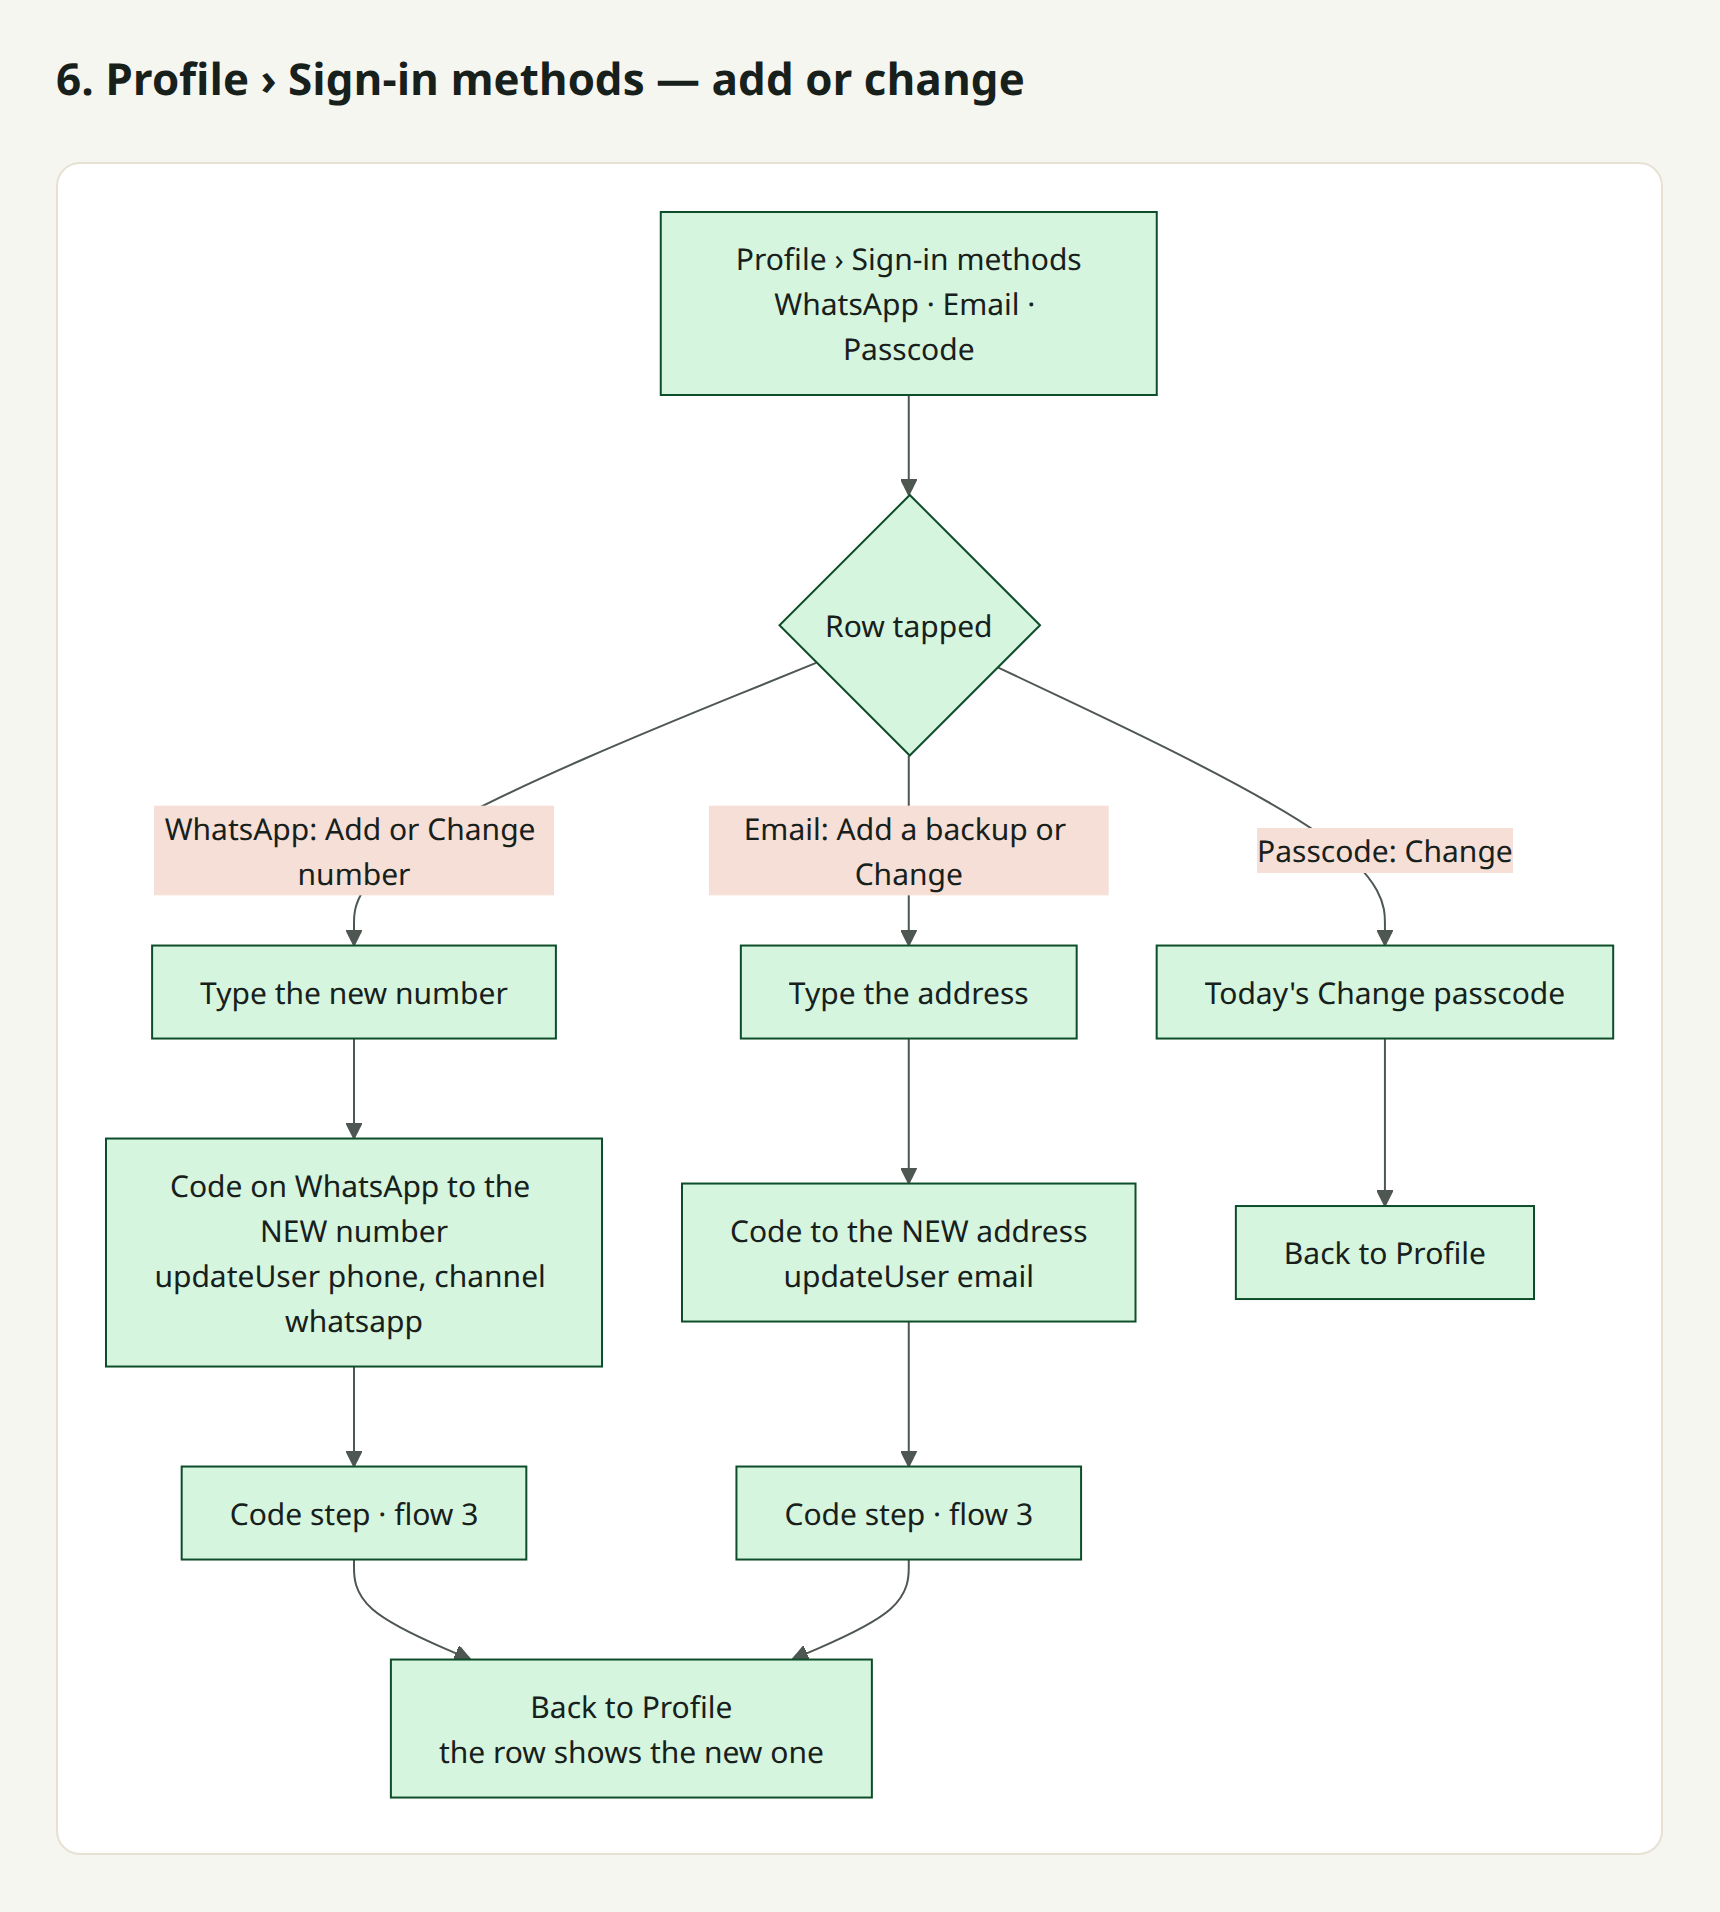 6. Profile › Sign-in methods — add or change
Profile › Sign-in methods
WhatsApp · Email ·
Passcode
Row tapped
WhatsApp: Add or Change
number
Email: Add a backup or
Change
Passcode: Change
Type the new number
Type the address
Today's Change passcode
Code on WhatsApp to the
NEW number
updateUser phone, channel
whatsapp
Code to the NEW address
updateUser email
Back to Profile
Code step · flow 3
Code step · flow 3
Back to Profile
the row shows the new one